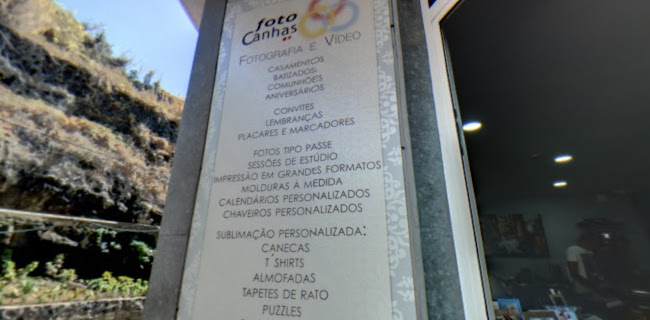 foto
Canhas
FOTOGRAFIA E VÍDEO
CASAMENTOS
BATIZADOS
COMUNHÕES
ANIVERSÁRIOS
CONVITES
LEMBRANÇAS
PLACARES E MARCADORES
FOTOS TIPO PASSE
SESSÕES DE ESTÚDIO
IMPRESSÃO EM GRANDES FORMATOS
MOLDURAS À MEDIDA
CALENDÁRIOS PERSONALIZADOS
CHAVEIROS PERSONALIZADOS
SUBLIMAÇÃO PERSONALIZADA:
CANECAS
T SHIRTS
ALMOFADAS
TAPETES DE RATO
PUZZLES